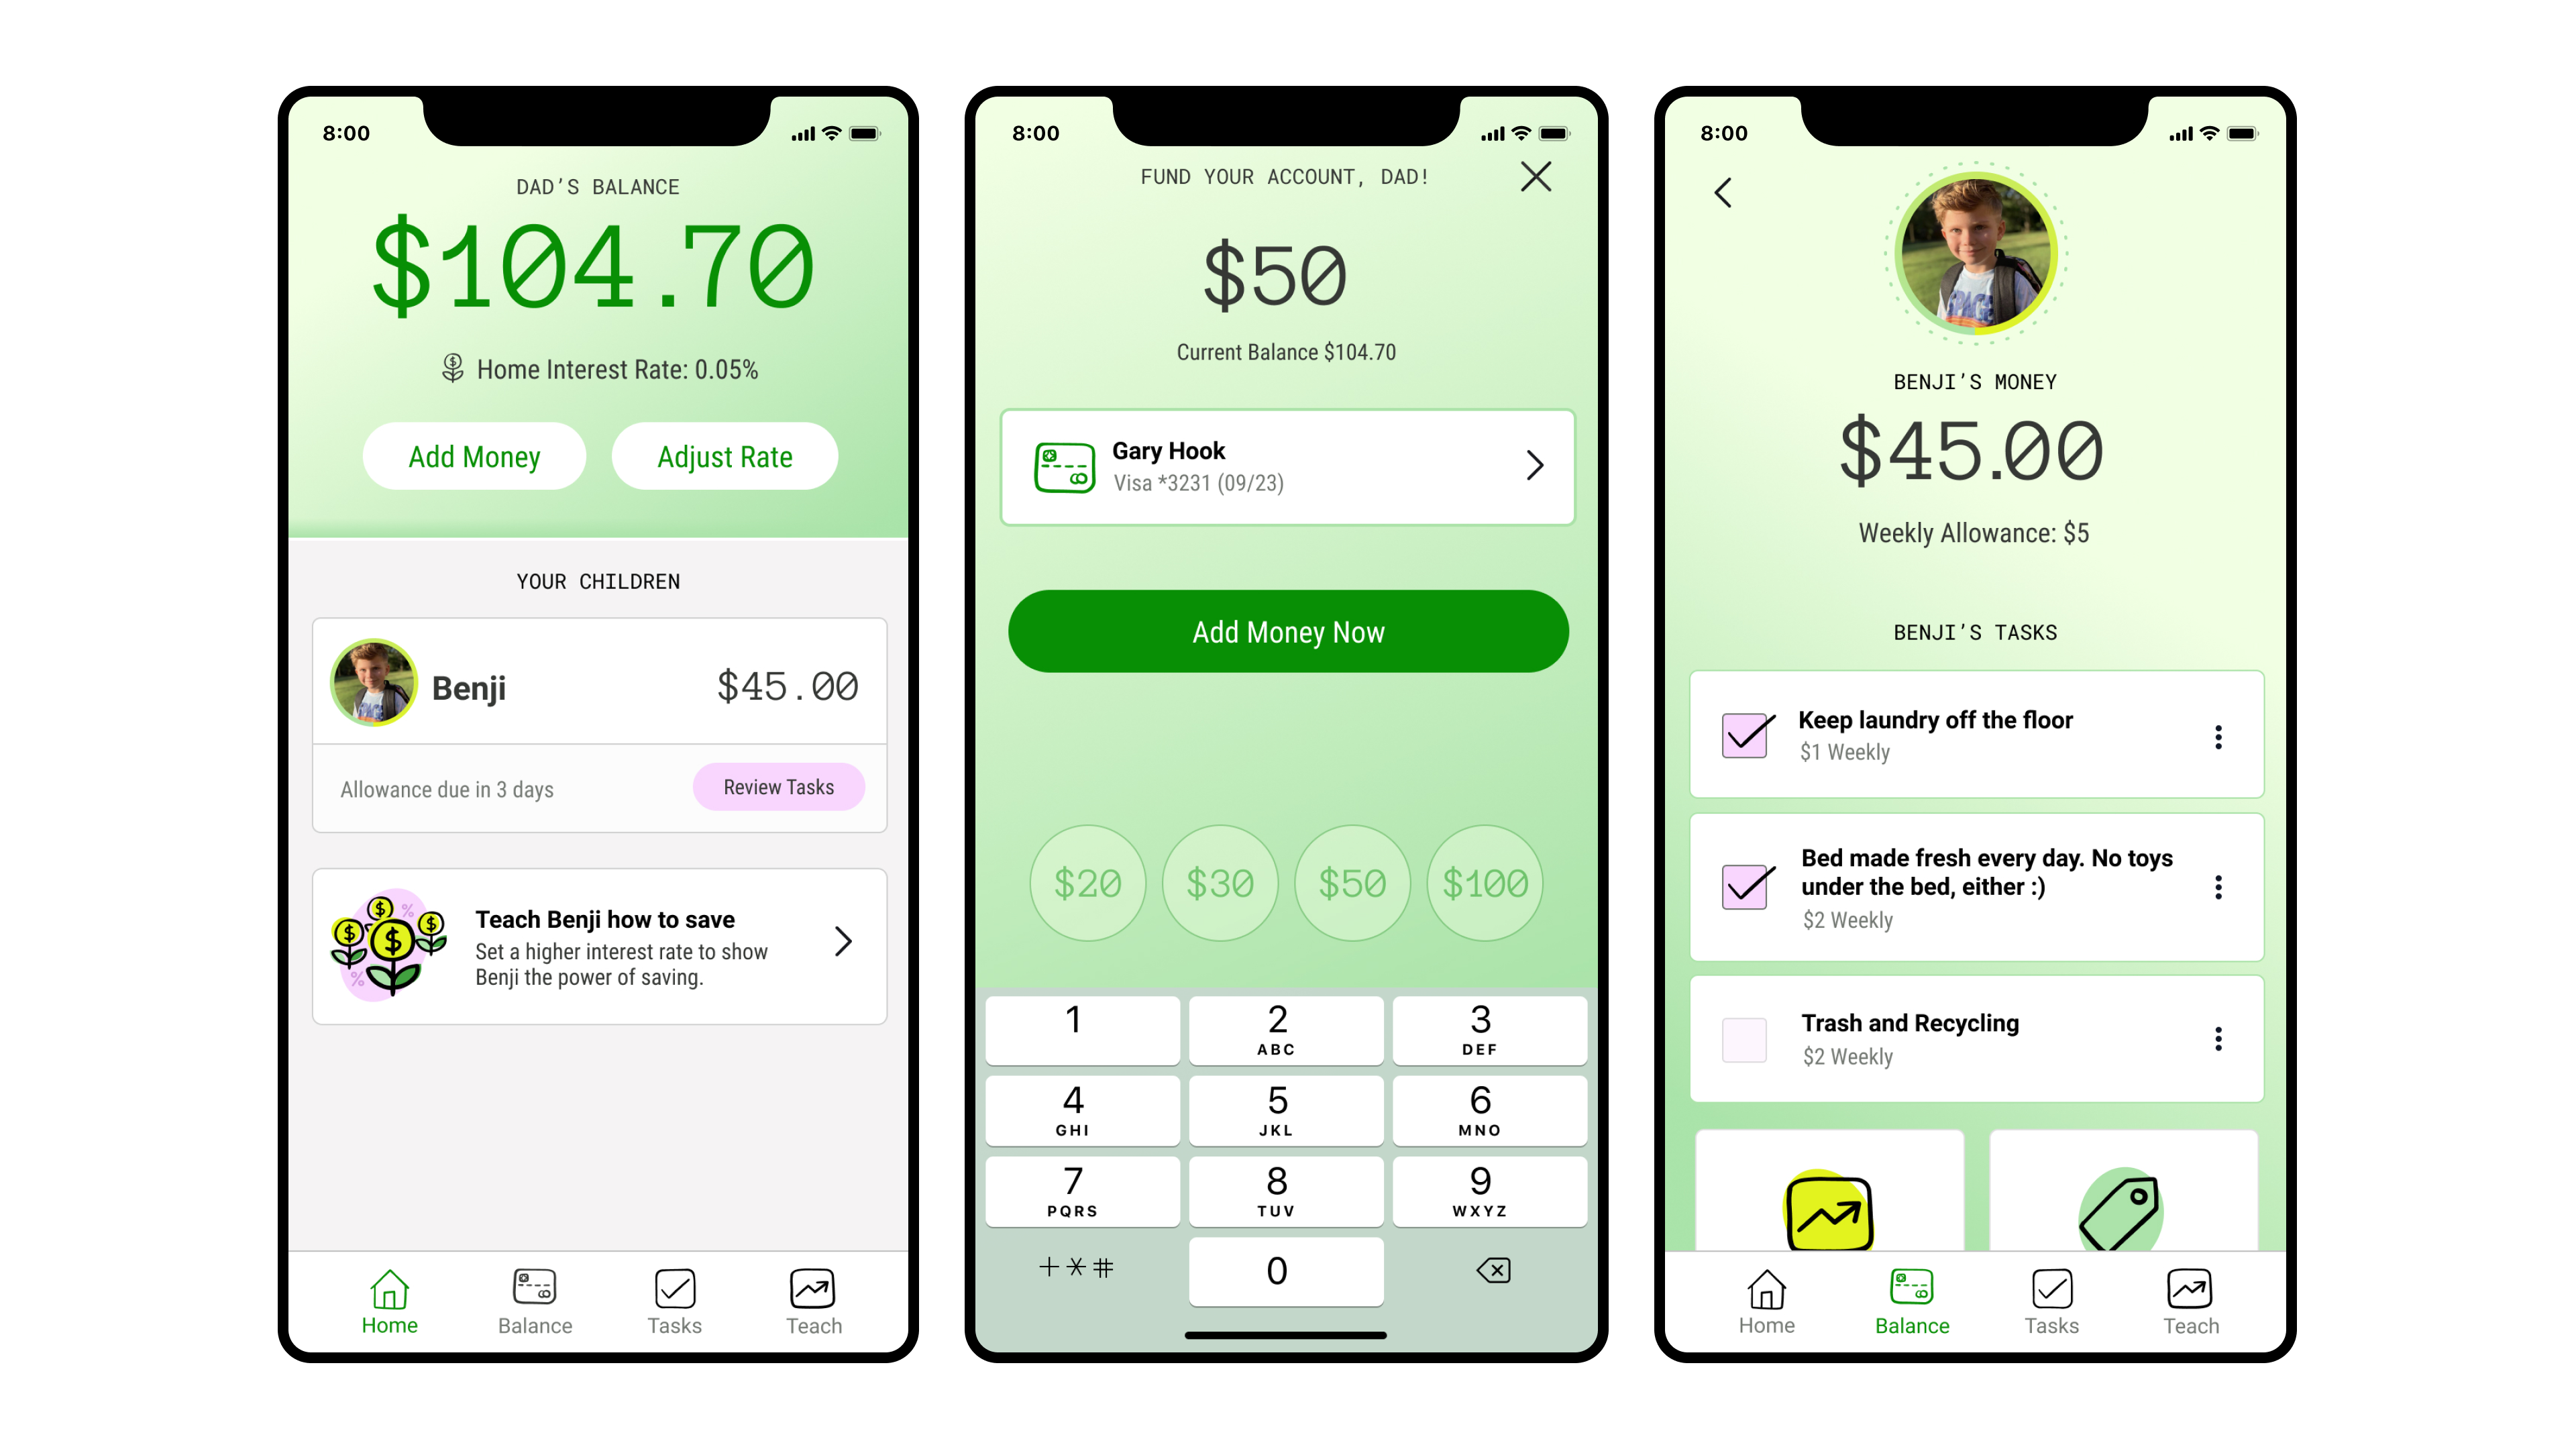 8:00
DAD’S BALANCE
$104.70
Home Interest Rate: 0.05%
Add Money
Adjust Rate
YOUR CHILDREN
Benji
$45.00
Allowance due in 3 days
Review Tasks
Teach Benji how to save
Set a higher interest rate to show
Benji the power of saving.
Home
Balance
Tasks
Teach
8:00
FUND YOUR ACCOUNT, DAD!
$50
Current Balance $104.70
Gary Hook
Visa *3231 (09/23)
Add Money Now
$20
$30
$50
$100
1
2
ABC
3
DEF
4
GHI
5
JKL
6
MNO
7
PQRS
8
TUV
9
WXYZ
+*#
0
8:00
SPACE
BENJI’S MONEY
$45.00
Weekly Allowance: $5
BENJI’S TASKS
Keep laundry off the floor
$1 Weekly
Bed made fresh every day. No toys
under the bed, either :)
$2 Weekly
Trash and Recycling
$2 Weekly
Home
Balance
Tasks
Teach